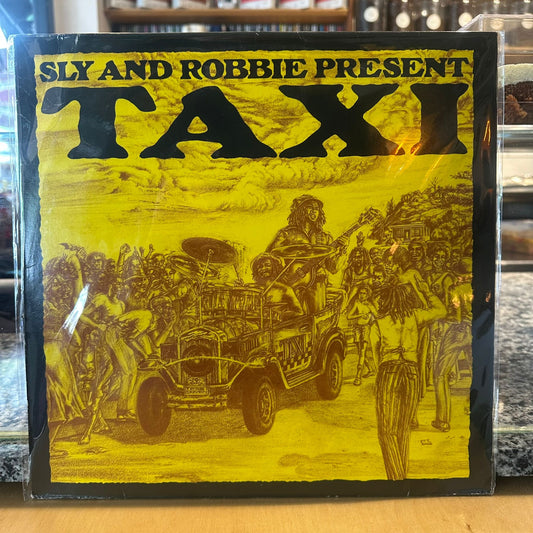 SLY AND ROBBIE PRESENT
TAXI